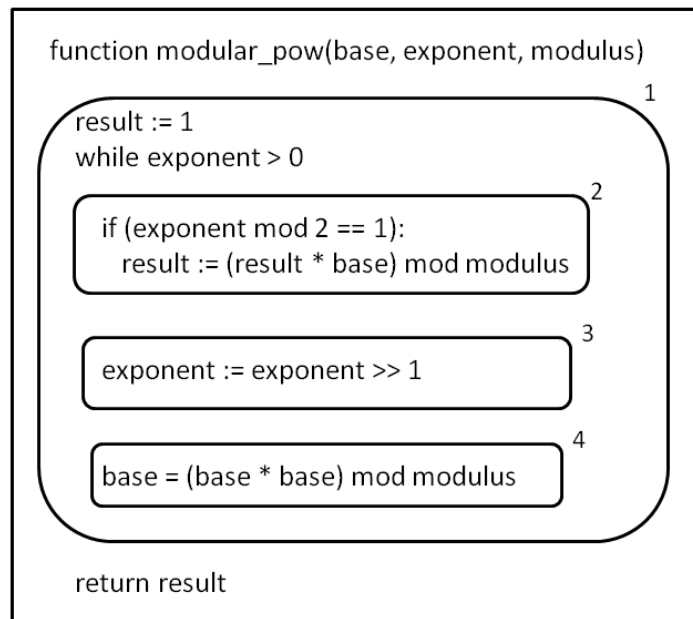 function modular_pow(base, exponent, modulus)
1
result := 1
while exponent > 0
2
if (exponent mod 2 == 1):
result := (result * base) mod modulus
3
exponent := exponent >> 1
4
base = (base * base) mod modulus
return result